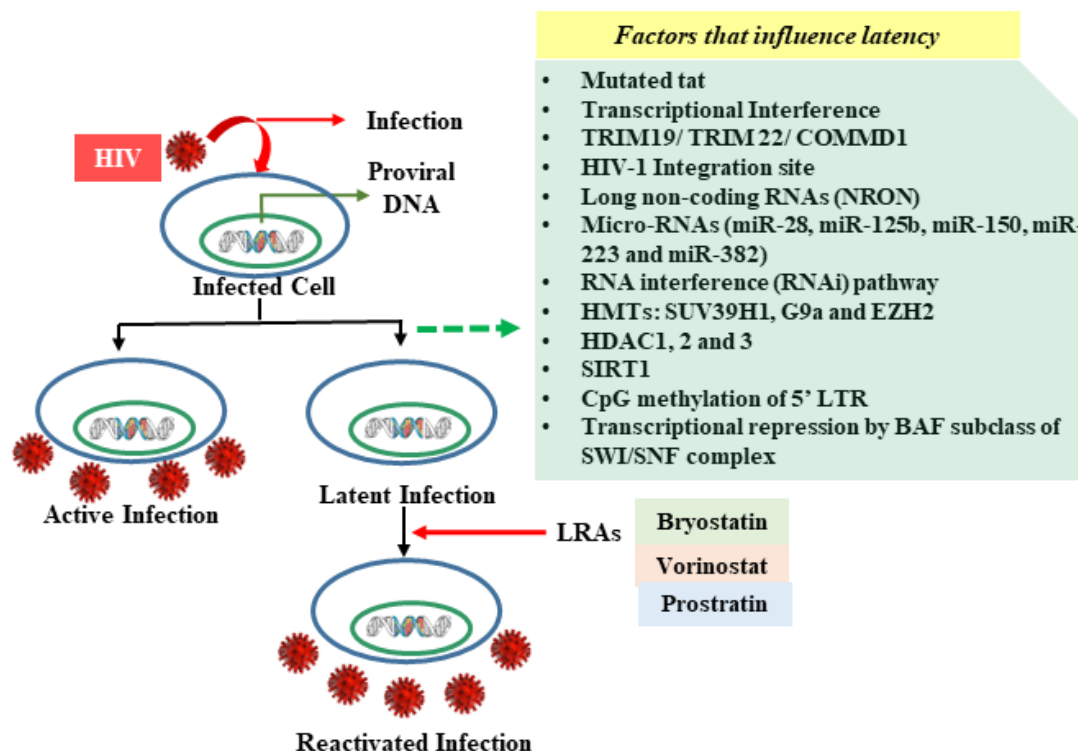 Factors that influence latency
• Mutated tat
• Transcriptional Interference
• TRIM19/ TRIM 22/ COMMD1
• HIV-1 Integration site
• Long non-coding RNAs (NRON)
• Micro-RNAs (miR-28, miR-125b, miR-150, miR-
223 and miR-382)
• RNA interference (RNAi) pathway
• HMTs: SUV39H1, G9a and EZH2
• HDAC1, 2 and 3
• SIRT1
• CpG methylation of 5’ LTR
• Transcriptional repression by BAF subclass of
SWI/SNF complex
HIV
Infection
Proviral
DNA
Infected Cell
Active Infection
Latent Infection
LRAs
Bryostatin
Vorinostat
Prostratin
Reactivated Infection